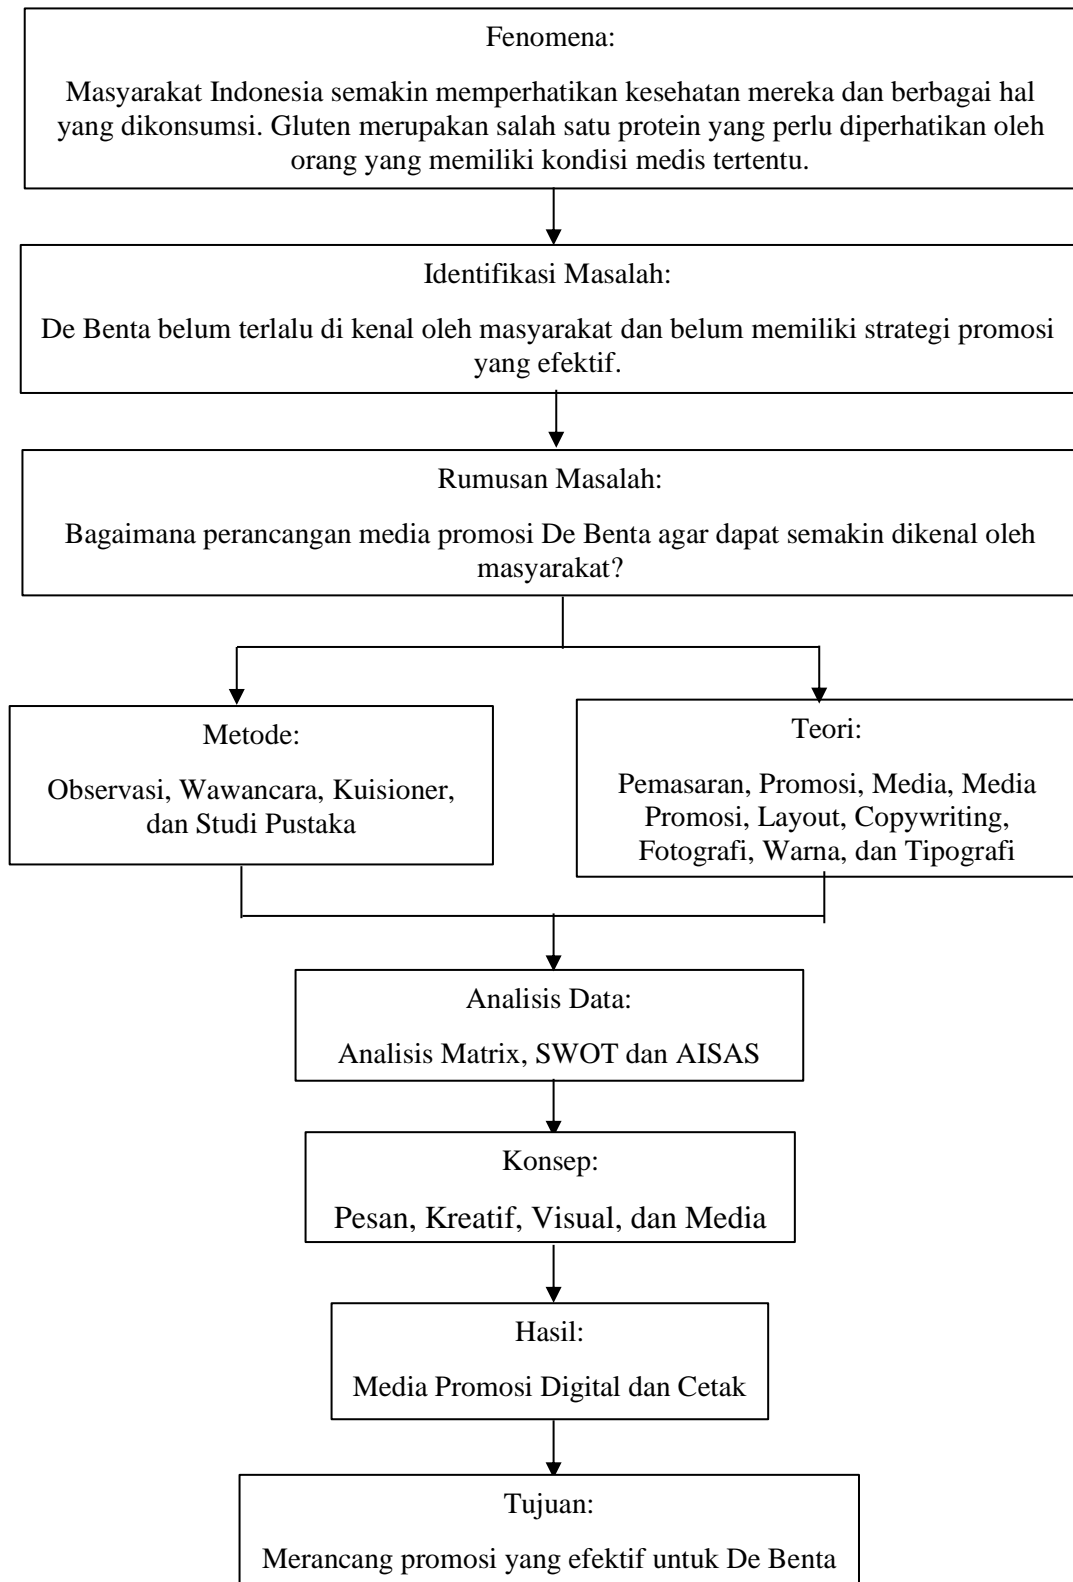 Fenomena:
Masyarakat Indonesia semakin memperhatikan kesehatan mereka dan berbagai hal
yang dikonsumsi. Gluten merupakan salah satu protein yang perlu diperhatikan oleh
orang yang memiliki kondisi medis tertentu.
Identifikasi Masalah:
De Benta belum terlalu di kenal oleh masyarakat dan belum memiliki strategi promosi
yang efektif.
Rumusan Masalah:
Bagaimana perancangan media promosi De Benta agar dapat semakin dikenal oleh
masyarakat?
Metode:
Observasi, Wawancara, Kuisioner,
dan Studi Pustaka
Teori:
Pemasaran, Promosi, Media, Media
Promosi, Layout, Copywriting,
Fotografi, Warna, dan Tipografi
Analisis Data:
Analisis Matrix, SWOT dan AISAS
Konsep:
Pesan, Kreatif, Visual, dan Media
Hasil:
Media Promosi Digital dan Cetak
Tujuan:
Merancang promosi yang efektif untuk De Benta